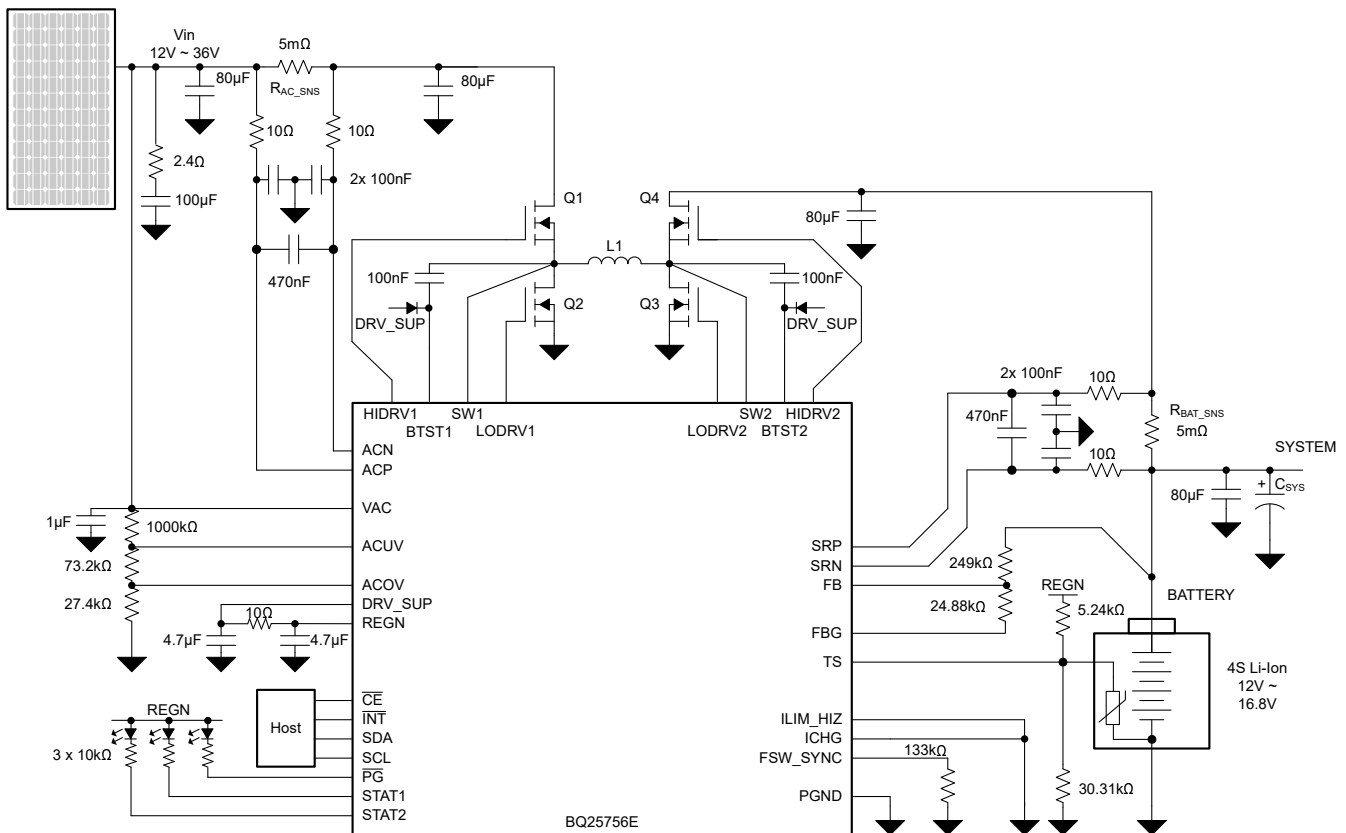 Vin
12V ~ 36V
5mΩ
R_AC_SNS
80µF
80µF
10Ω
10Ω
2.4Ω
100µF
2x 100nF
470nF
Q1
Q4
80µF
L1
100nF
100nF
Q2
Q3
DRV_SUP
DRV_SUP
HIDRV1
BTST1
SW1
LODRV1
LODRV2
SW2
BTST2
HIDRV2
2x 100nF
10Ω
470nF
10Ω
R_BAT_SNS
5mΩ
SYSTEM
80µF
+
C_SYS
ACN
ACP
VAC
1µF
1000kΩ
ACUV
73.2kΩ
ACOV
27.4kΩ
DRV_SUP
10Ω
REGN
4.7µF
4.7µF
SRP
SRN
249kΩ
FB
24.88kΩ
FBG
REGN
5.24kΩ
BATTERY
TS
4S Li-Ion
12V ~
16.8V
Host
CE
INT
SDA
SCL
REGN
3 x 10kΩ
PG
STAT1
STAT2
ILIM_HIZ
ICHG
133kΩ
FSW_SYNC
30.31kΩ
PGND
BQ25756E